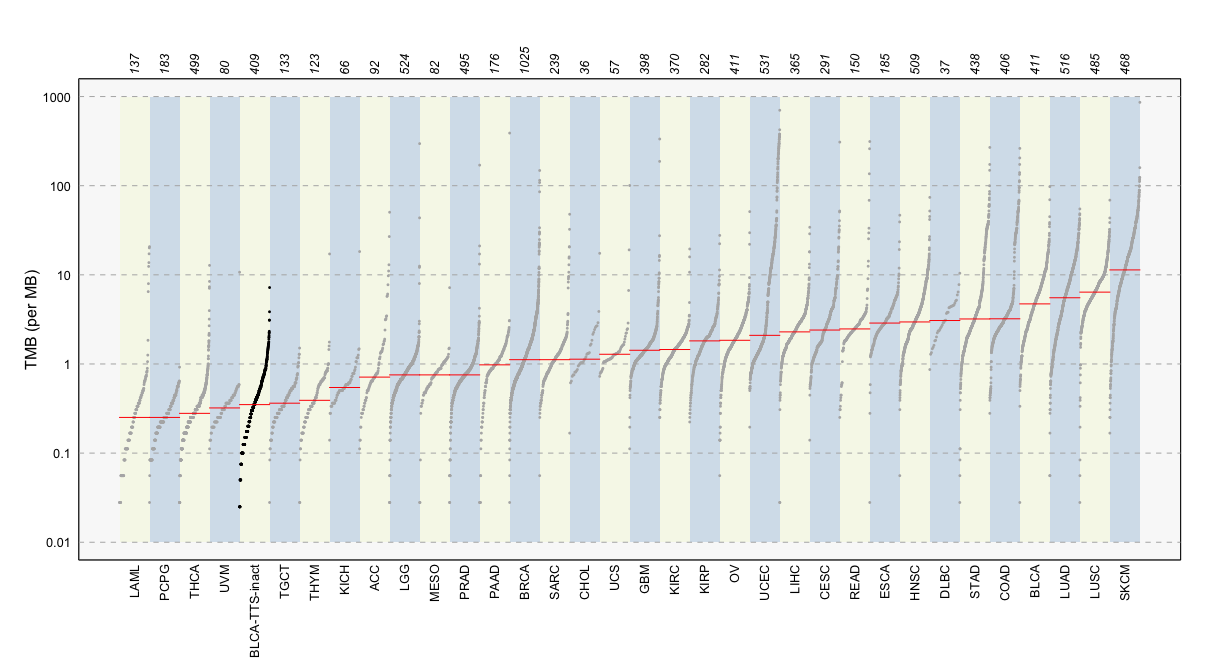 137 183 499 80 409 133 123 66 92 524 82 495 176 1025 239 36 57 398 370 282 411 531 365 291 150 185 509 37 438 406 411 516 485 468
TMB (per MB)
1000
100
10
1
0.1
0.01
LAML PCPG THCA UVM BLCA-TTS-inact TGCT THYM KICH ACC LGG MESO PRAD PAAD BRCA SARC CHOL UCS GBM KIRC KIRP OV UCEC LIHC CESC READ ESCA HNSC DLBC STAD COAD BLCA LUAD LUSC SKCM